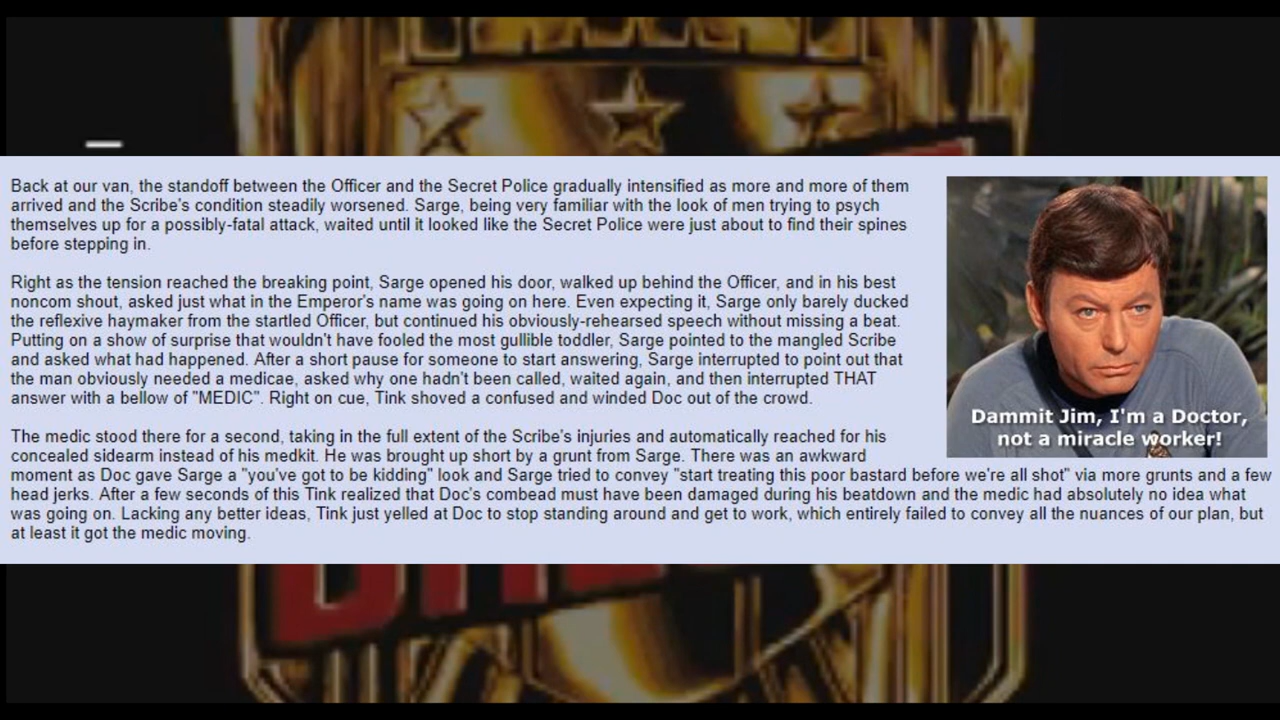 Back at our van, the standoff between the Officer and the Secret Police gradually intensified as more and more of them
arrived and the Scribe's condition steadily worsened. Sarge, being very familiar with the look of men trying to psych
themselves up for a possibly-fatal attack, waited until it looked like the Secret Police were just about to find their spines
before stepping in.
Right as the tension reached the breaking point, Sarge opened his door, walked up behind the Officer, and in his best
noncom shout, asked just what in the Emperor's name was going on here. Even expecting it, Sarge only barely ducked
the reflexive haymaker from the startled Officer, but continued his obviously-rehearsed speech without missing a beat.
Putting on a show of surprise that wouldn't have fooled the most gullible toddler, Sarge pointed to the mangled Scribe
and asked what had happened. After a short pause for someone to start answering, Sarge interrupted to point out that
the man obviously needed a medicae, asked why one hadn't been called, waited again, and then interrupted THAT
answer with a bellow of "MEDIC". Right on cue, Tink shoved a confused and winded Doc out of the crowd.
The medic stood there for a second, taking in the full extent of the Scribe's injuries and automatically reached for his
concealed sidearm instead of his medkit. He was brought up short by a grunt from Sarge. There was an awkward
moment as Doc gave Sarge a "you've got to be kidding" look and Sarge tried to convey "start treating this poor bastard before we're all shot" via more grunts and a few
head jerks. After a few seconds of this Tink realized that Doc's combead must have been damaged during his beatdown and the medic had absolutely no idea what
was going on. Lacking any better ideas, Tink just yelled at Doc to stop standing around and get to work, which entirely failed to convey all the nuances of our plan, but
at least it got the medic moving.
Dammit Jim, I'm a Doctor,
not a miracle worker!